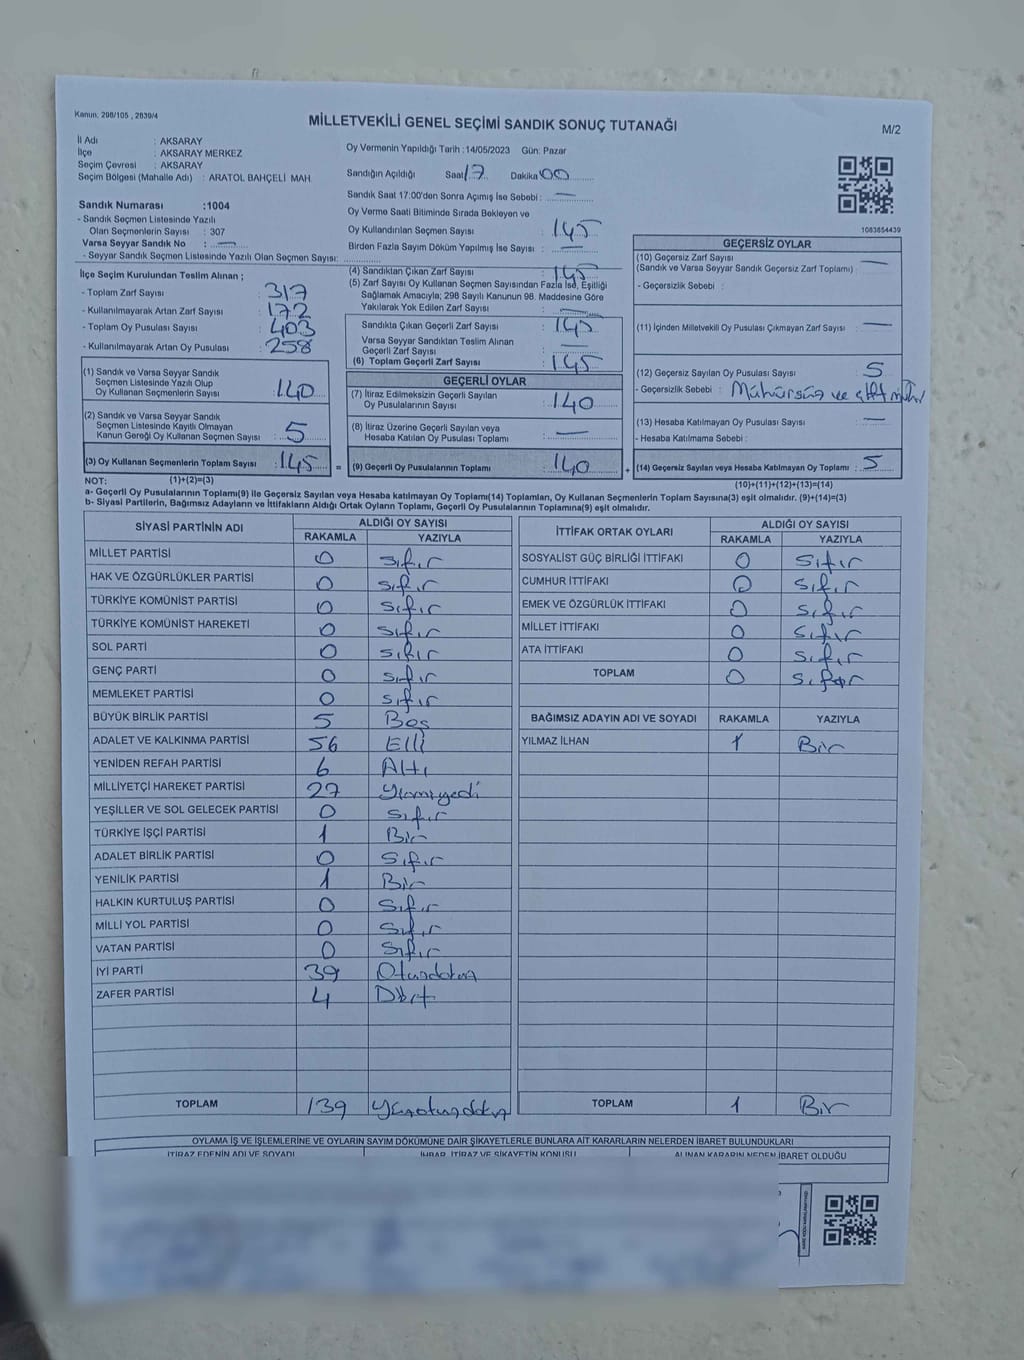 Kanun: 298/105 , 2839/4
MİLLETVEKİLİ GENEL SEÇİMİ SANDIK SONUÇ TUTANAĞI
M/2
İl Adı : AKSARAY
İlçe : AKSARAY MERKEZ
Seçim Çevresi : AKSARAY
Seçim Bölgesi (Mahalle Adı) : ARATOL BAHÇELİ MAH.
Sandık Numarası :1004
- Sandık Seçmen Listesinde Yazılı
Olan Seçmenlerin Sayısı : 307
Varsa Seyyar Sandık No : —
- Seyyar Sandık Seçmen Listesinde Yazılı Olan Seçmen Sayısı:
İlçe Seçim Kurulundan Teslim Alınan ;
- Toplam Zarf Sayısı : 317
- Kullanılmayarak Artan Zarf Sayısı : 172
- Toplam Oy Pusulası Sayısı : 403
- Kullanılmayarak Artan Oy Pusulası : 258
(1) Sandık ve Varsa Seyyar Sandık
Seçmen Listesinde Yazılı Olup
Oy Kullanan Seçmenlerin Sayısı : 140
(2) Sandık ve Varsa Seyyar Sandık
Seçmen Listesinde Kayıtlı Olmayan
Kanun Gereği Oy Kullanan Seçmen Sayısı : 5
(3) Oy Kullanan Seçmenlerin Toplam Sayısı : 145 =
Oy Vermenin Yapıldığı Tarih :14/05/2023 Gün: Pazar
Sandığın Açıldığı Saat 17 Dakika 00
Sandık Saat 17:00'den Sonra Açımış İse Sebebi : —
Oy Verme Saati Bitiminde Sırada Bekleyen ve
Oy Kullandırılan Seçmen Sayısı : 145
Birden Fazla Sayım Döküm Yapılmış İse Sayısı : —
(4) Sandıktan Çıkan Zarf Sayısı : 145
(5) Zarf Sayısı Oy Kullanan Seçmen Sayısından Fazla İse, Eşitliği
Sağlamak Amacıyla; 298 Sayılı Kanunun 98. Maddesine Göre
Yakılarak Yok Edilen Zarf Sayısı : —
Sandıkta Çıkan Geçerli Zarf Sayısı : 145
Varsa Seyyar Sandıktan Teslim Alınan
Geçerli Zarf Sayısı : —
(6) Toplam Geçerli Zarf Sayısı : 145
GEÇERLİ OYLAR
(7) İtiraz Edilmeksizin Geçerli Sayılan
Oy Pusulalarının Sayısı : 140
(8) İtiraz Üzerine Geçerli Sayılan veya
Hesaba Katılan Oy Pusulası Toplamı : —
(9) Geçerli Oy Pusulalarının Toplamı : 140 +
1083854439
GEÇERSİZ OYLAR
(10) Geçersiz Zarf Sayısı : —
(Sandık ve Varsa Seyyar Sandık Geçersiz Zarf Toplamı)
- Geçersizlik Sebebi :
(11) İçinden Milletvekili Oy Pusulası Çıkmayan Zarf Sayısı : —
(12) Geçersiz Sayılan Oy Pusulası Sayısı : 5
- Geçersizlik Sebebi : Mühürsüz ve çift mühür
(13) Hesaba Katılmayan Oy Pusulası Sayısı : —
- Hesaba Katılmama Sebebi :
(14) Geçersiz Sayılan veya Hesaba Katılmayan Oy Toplamı : 5
NOT: (1)+(2)=(3)
(10)+(11)+(12)+(13)=(14)
a- Geçerli Oy Pusulalarının Toplamı(9) ile Geçersiz Sayılan veya Hesaba katılmayan Oy Toplamı(14) Toplamları, Oy Kullanan Seçmenlerin Toplam Sayısına(3) eşit olmalıdır. (9)+(14)=(3)
b- Siyasi Partilerin, Bağımsız Adayların ve İttifakların Aldığı Ortak Oyların Toplamı, Geçerli Oy Pusulalarının Toplamına(9) eşit olmalıdır.
SİYASİ PARTİNİN ADI ALDIĞI OY SAYISI
RAKAMLA YAZIYLA
MİLLET PARTİSİ 0 Sıfır
HAK VE ÖZGÜRLÜKLER PARTİSİ 0 Sıfır
TÜRKİYE KOMÜNİST PARTİSİ 0 Sıfır
TÜRKİYE KOMÜNİST HAREKETİ 0 Sıfır
SOL PARTİ 0 Sıfır
GENÇ PARTİ 0 Sıfır
MEMLEKET PARTİSİ 0 Sıfır
BÜYÜK BİRLİK PARTİSİ 5 Beş
ADALET VE KALKINMA PARTİSİ 56 Elli
YENİDEN REFAH PARTİSİ 6 Altı
MİLLİYETÇİ HAREKET PARTİSİ 27 Yirmiyedi
YEŞİLLER VE SOL GELECEK PARTİSİ 0 Sıfır
TÜRKİYE İŞÇİ PARTİSİ 1 Bir
ADALET BİRLİK PARTİSİ 0 Sıfır
YENİLİK PARTİSİ 1 Bir
HALKIN KURTULUŞ PARTİSİ 0 Sıfır
MİLLİ YOL PARTİSİ 0 Sıfır
VATAN PARTİSİ 0 Sıfır
İYİ PARTİ 39 Otuzdokuz
ZAFER PARTİSİ 4 Dört
TOPLAM 139 Yüzotuzdokuz
İTTİFAK ORTAK OYLARI ALDIĞI OY SAYISI
RAKAMLA YAZIYLA
SOSYALİST GÜÇ BİRLİĞİ İTTİFAKI 0 Sıfır
CUMHUR İTTİFAKI 0 Sıfır
EMEK VE ÖZGÜRLÜK İTTİFAKI 0 Sıfır
MİLLET İTTİFAKI 0 Sıfır
ATA İTTİFAKI 0 Sıfır
TOPLAM 0 Sıfır
BAĞIMSIZ ADAYIN ADI VE SOYADI RAKAMLA YAZIYLA
YILMAZ İLHAN 1 Bir
TOPLAM 1 Bir
OYLAMA İŞ VE İŞLEMLERİNE VE OYLARIN SAYIM DÖKÜMÜNE DAİR ŞİKAYETLERLE BUNLARA AİT KARARLARIN NELERDEN İBARET BULUNDUKLARI
İTİRAZ EDENİN ADI VE SOYADI İHBAR, İTİRAZ VE ŞİKAYETİN KONUSU ALINAN KARARIN NEDEN İBARET OLDUĞU